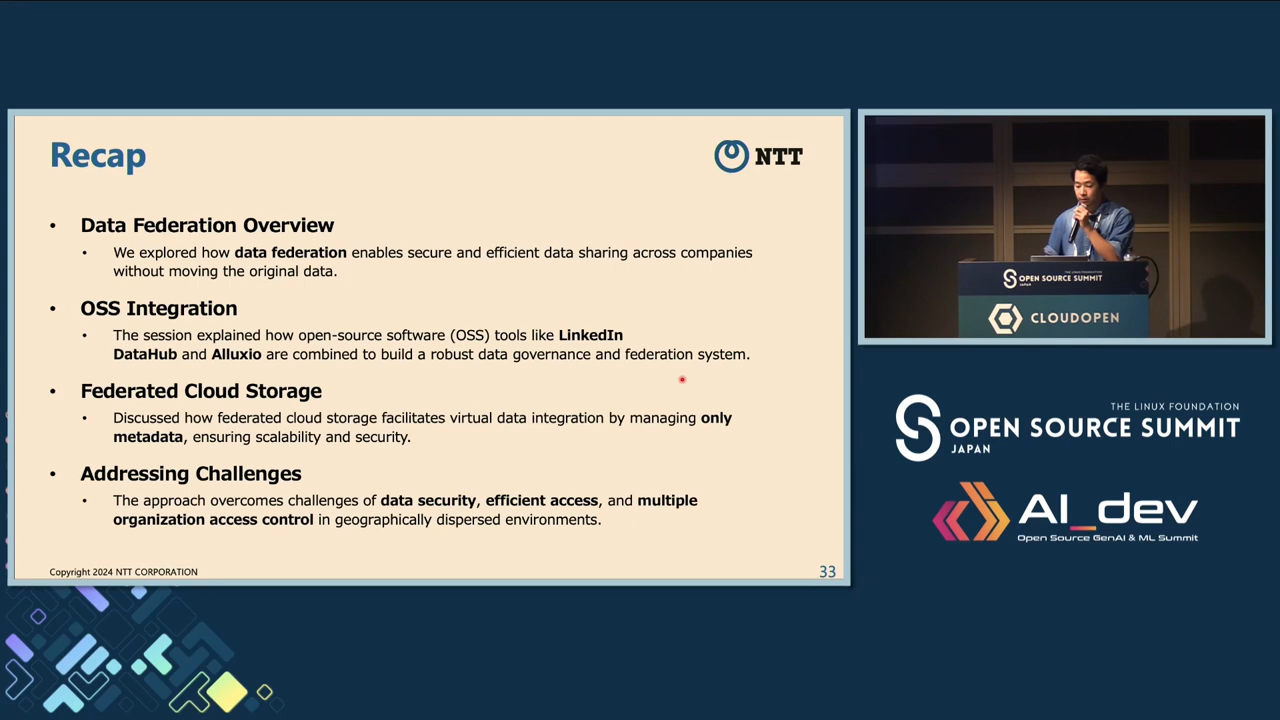 Recap
NTT
• Data Federation Overview
• We explored how data federation enables secure and efficient data sharing across companies
without moving the original data.
• OSS Integration
• The session explained how open-source software (OSS) tools like LinkedIn
DataHub and Alluxio are combined to build a robust data governance and federation system.
• Federated Cloud Storage
• Discussed how federated cloud storage facilitates virtual data integration by managing only
metadata, ensuring scalability and security.
• Addressing Challenges
• The approach overcomes challenges of data security, efficient access, and multiple
organization access control in geographically dispersed environments.
Copyright 2024 NTT CORPORATION
33
THE LINUX FOUNDATION
OPEN SOURCE SUMMIT
JAPAN
CLOUDOPEN
THE LINUX FOUNDATION
OPEN SOURCE SUMMIT
JAPAN
AI_dev
Open Source GenAI & ML Summit